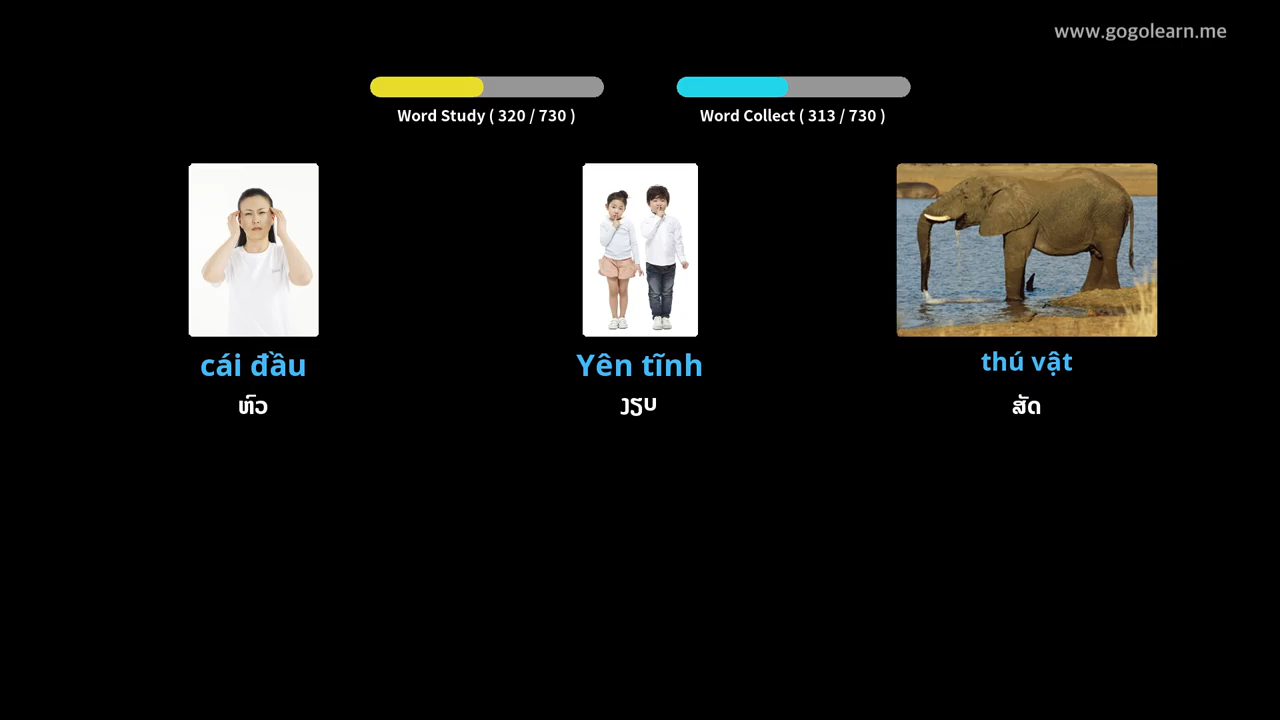 www.gogolearn.me
Word Study ( 320 / 730 )
Word Collect ( 313 / 730 )
cái đầu
Yên tĩnh
thú vật
ຫົວ
ງຽບ
ສັດ